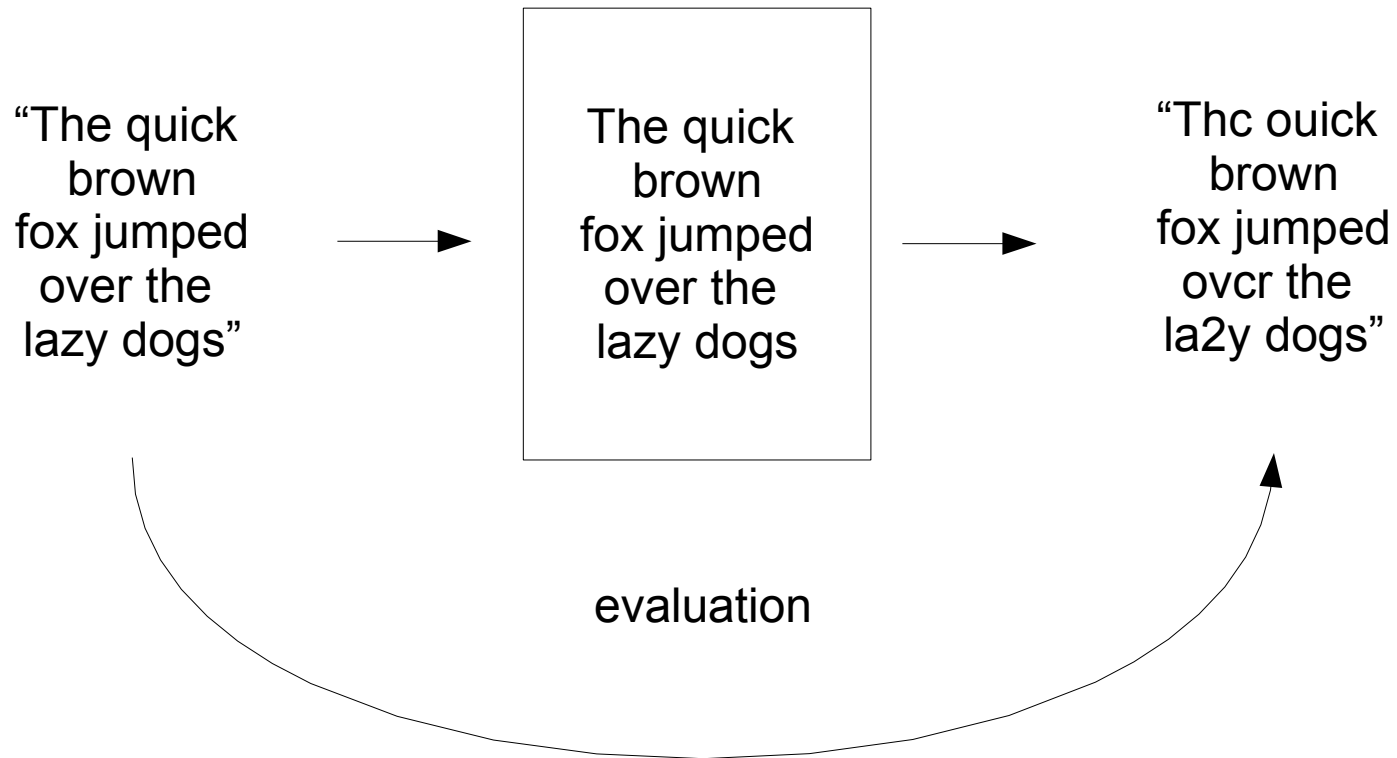 “The quick
brown
fox jumped
over the
lazy dogs”
The quick
brown
fox jumped
over the
lazy dogs
“Thc ouick
brown
fox jumped
ovcr the
la2y dogs”
evaluation